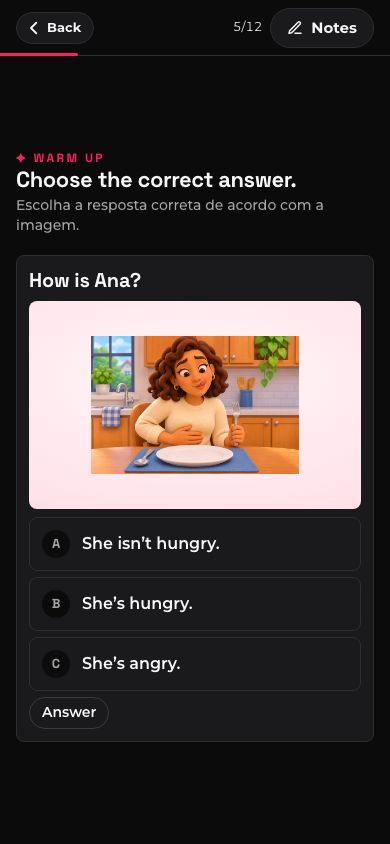 Back
5/12
Notes
WARM UP
Choose the correct answer.
Escolha a resposta correta de acordo com a
imagem.
How is Ana?
A She isn’t hungry.
B She’s hungry.
C She’s angry.
Answer